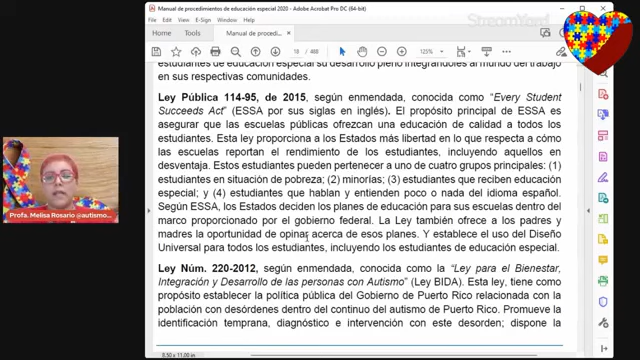 Manual de procedimientos de educación especial 2020 - Adobe Acrobat Pro DC (64-bit)
File Edit View E-Sign Window Help
StreamYard
Home Tools Manual de procedi...
18 / 488 125%
estudiantes de educación especial su desarrollo pleno integrándoles al mundo del trabajo
en sus respectivas comunidades.
Ley Pública 114-95, de 2015, según enmendada, conocida como "Every Student
Succeeds Act" (ESSA por sus siglas en inglés). El propósito principal de ESSA es
asegurar que las escuelas públicas ofrezcan una educación de calidad a todos los
estudiantes. Esta ley proporciona a los Estados más libertad en lo que respecta a cómo
las escuelas reportan el rendimiento de los estudiantes, incluyendo aquellos en
desventaja. Estos estudiantes pueden pertenecer a uno de cuatro grupos principales: (1)
estudiantes en situación de pobreza; (2) minorías; (3) estudiantes que reciben educación
especial; y (4) estudiantes que hablan y entienden poco o nada del idioma español.
Según ESSA, los Estados deciden los planes de educación para sus escuelas dentro del
marco proporcionado por el gobierno federal. La Ley también ofrece a los padres y
madres la oportunidad de opinar acerca de esos planes. Y establece el uso del Diseño
Universal para todos los estudiantes, incluyendo los estudiantes de educación especial.
Ley Núm. 220-2012, según enmendada, conocida como la "Ley para el Bienestar,
Integración y Desarrollo de las personas con Autismo" (Ley BIDA). Esta ley, tiene como
propósito establecer la política pública del Gobierno de Puerto Rico relacionada con la
población con desórdenes dentro del continuo del autismo de Puerto Rico. Promueve la
identificación temprana, diagnóstico e intervención con este desorden; dispone la
8.50 x 11.00 in
Profa. Melisa Rosario @autismo...